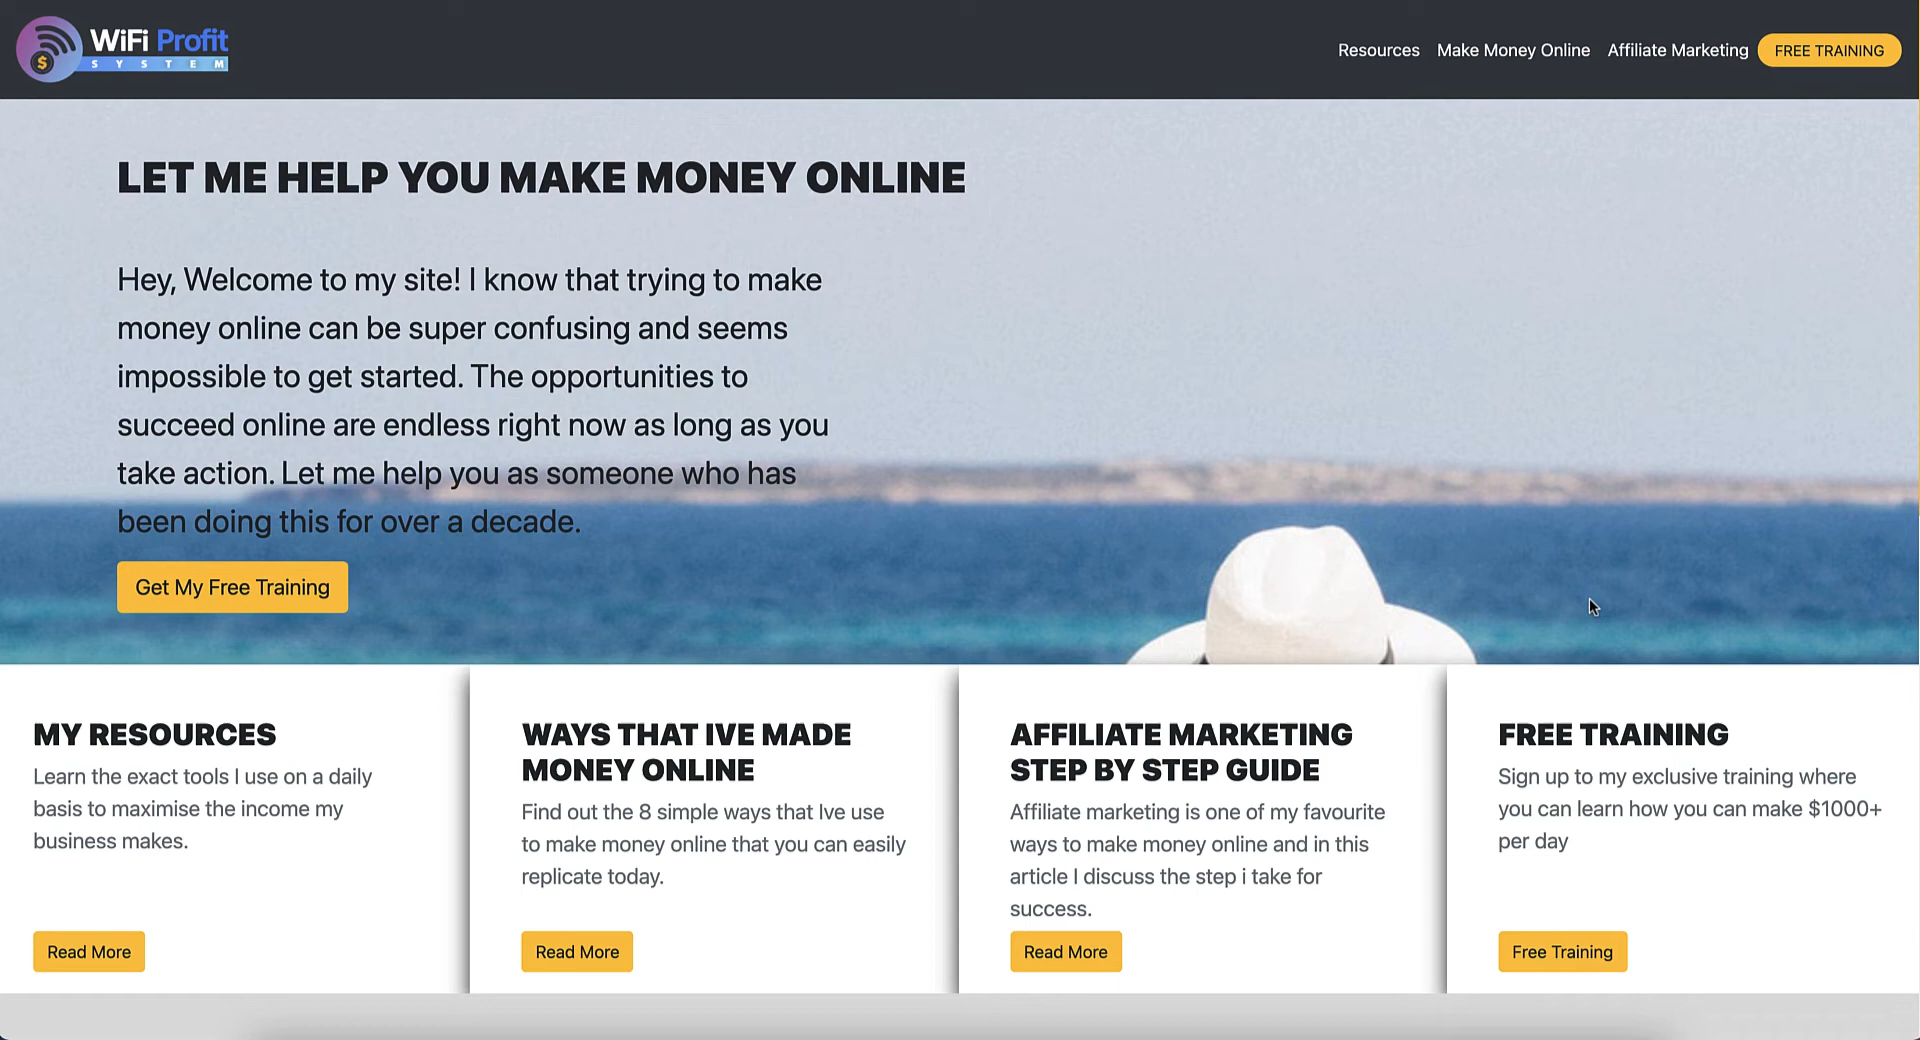 WiFi Profit
SYSTEM
$
Resources Make Money Online Affiliate Marketing FREE TRAINING
LET ME HELP YOU MAKE MONEY ONLINE
Hey, Welcome to my site! I know that trying to make
money online can be super confusing and seems
impossible to get started. The opportunities to
succeed online are endless right now as long as you
take action. Let me help you as someone who has
been doing this for over a decade.
Get My Free Training
MY RESOURCES
Learn the exact tools I use on a daily
basis to maximise the income my
business makes.
Read More
WAYS THAT IVE MADE
MONEY ONLINE
Find out the 8 simple ways that Ive use
to make money online that you can easily
replicate today.
Read More
AFFILIATE MARKETING
STEP BY STEP GUIDE
Affiliate marketing is one of my favourite
ways to make money online and in this
article I discuss the step i take for
success.
Read More
FREE TRAINING
Sign up to my exclusive training where
you can learn how you can make $1000+
per day
Free Training